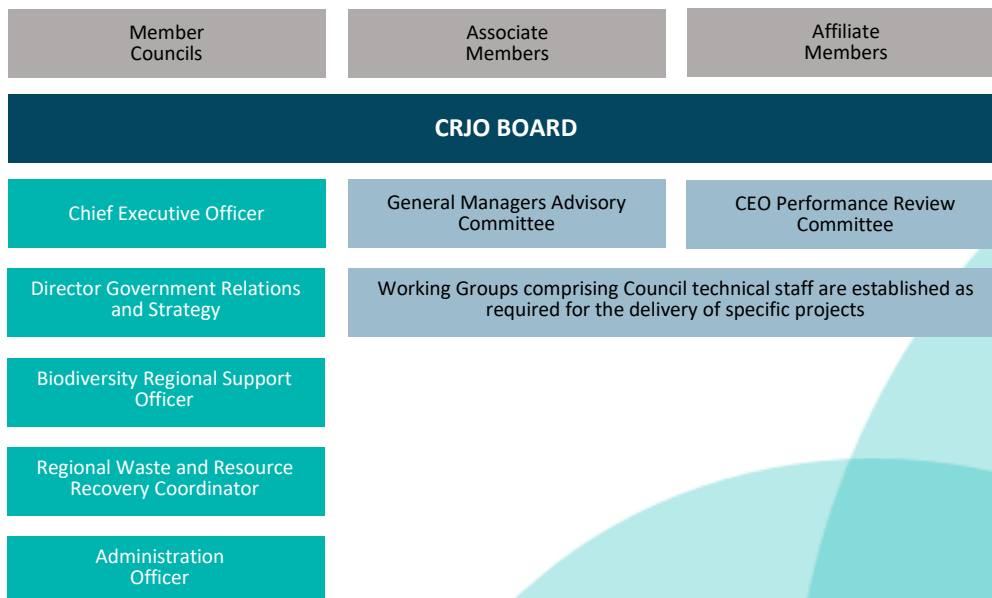 Member
Councils
Associate
Members
Affiliate
Members
CRJO BOARD
Chief Executive Officer
General Managers Advisory
Committee
CEO Performance Review
Committee
Director Government Relations
and Strategy
Working Groups comprising Council technical staff are established as
required for the delivery of specific projects
Biodiversity Regional Support
Officer
Regional Waste and Resource
Recovery Coordinator
Administration
Officer